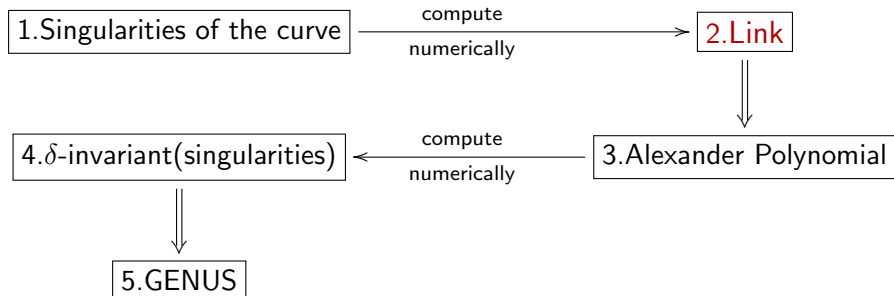 1.Singularities of the curve
compute
numerically
2.Link
4.δ-invariant(singularities)
compute
numerically
3.Alexander Polynomial
5.GENUS